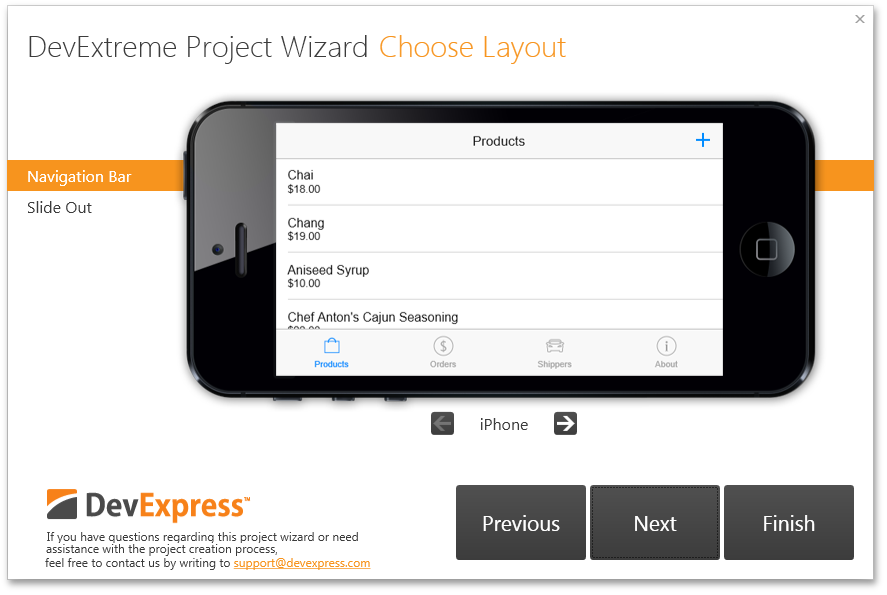 DevExtreme Project Wizard Choose Layout
Navigation Bar
Slide Out
Products
Chai
$18.00
Chang
$19.00
Aniseed Syrup
$10.00
Chef Anton's Cajun Seasoning
Products
Orders
Shippers
About
iPhone
DevExpress™
If you have questions regarding this project wizard or need
assistance with the project creation process,
feel free to contact us by writing to support@devexpress.com
Previous
Next
Finish